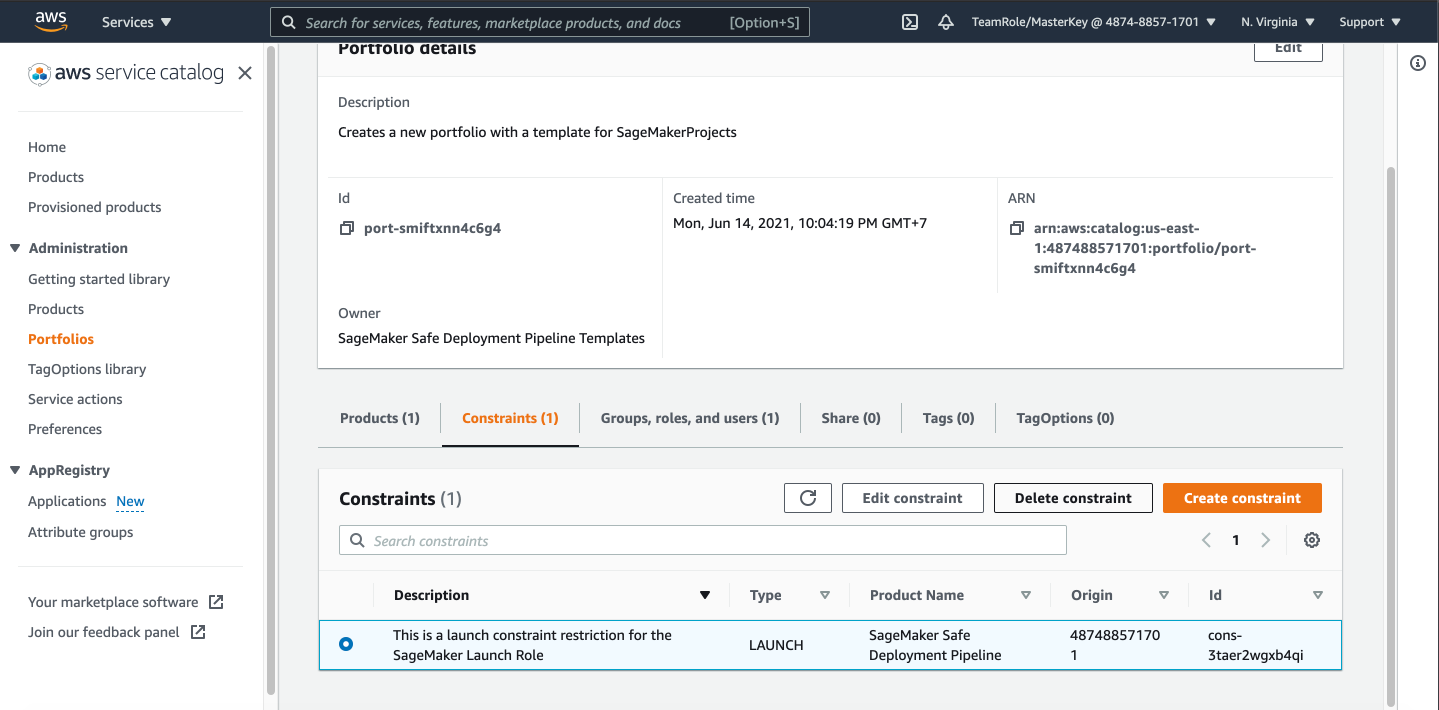 aws
Services
Search for services, features, marketplace products, and docs
[Option+S]
TeamRole/MasterKey @ 4874-8857-1701
N. Virginia
Support
aws service catalog
Home
Products
Provisioned products
Administration
Getting started library
Products
Portfolios
TagOptions library
Service actions
Preferences
AppRegistry
Applications New
Attribute groups
Your marketplace software
Join our feedback panel
Portfolio details
Edit
Description
Creates a new portfolio with a template for SageMakerProjects
Id
port-smiftxnn4c6g4
Created time
Mon, Jun 14, 2021, 10:04:19 PM GMT+7
ARN
arn:aws:catalog:us-east-
1:487488571701:portfolio/port-
smiftxnn4c6g4
Owner
SageMaker Safe Deployment Pipeline Templates
Products (1)
Constraints (1)
Groups, roles, and users (1)
Share (0)
Tags (0)
TagOptions (0)
Constraints (1)
Edit constraint
Delete constraint
Create constraint
Search constraints
1
Description
Type
Product Name
Origin
Id
This is a launch constraint restriction for the
SageMaker Launch Role
LAUNCH
SageMaker Safe
Deployment Pipeline
48748857170
1
cons-
3taer2wgxb4qi